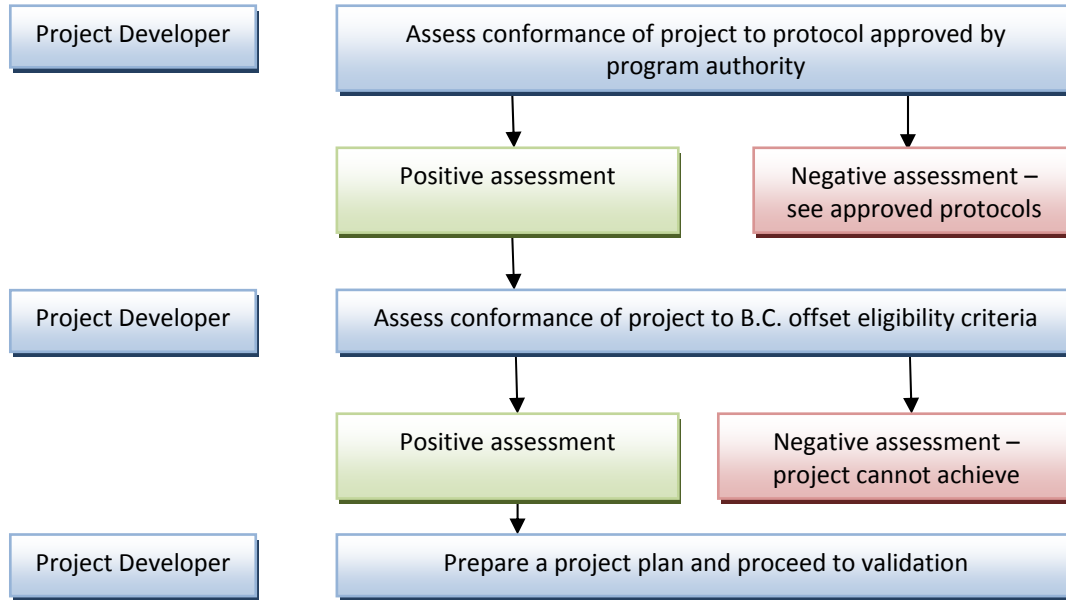 Project Developer
Assess conformance of project to protocol approved by
program authority
Positive assessment
Negative assessment –
see approved protocols
Project Developer
Assess conformance of project to B.C. offset eligibility criteria
Positive assessment
Negative assessment –
project cannot achieve
Project Developer
Prepare a project plan and proceed to validation